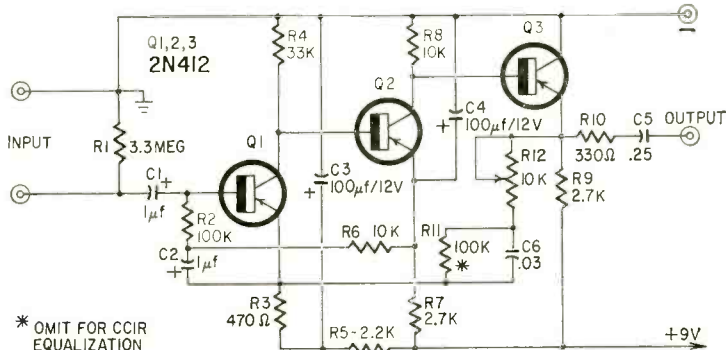 Q1,2,3
2N412
INPUT
R1
3.3 MEG
C1
+
1µf
R2
100K
C2
+
1µf
Q1
R4
33K
C3
+
100µf/12V
Q2
R8
10K
C4
+
100µf/12V
Q3
−
R10
330Ω
C5
.25
OUTPUT
R12
10K
R9
2.7K
R6 10K
R11
100K
*
C6
.03
R3
470Ω
R5-2.2K
R7
2.7K
+9V
* OMIT FOR CCIR
EQUALIZATION